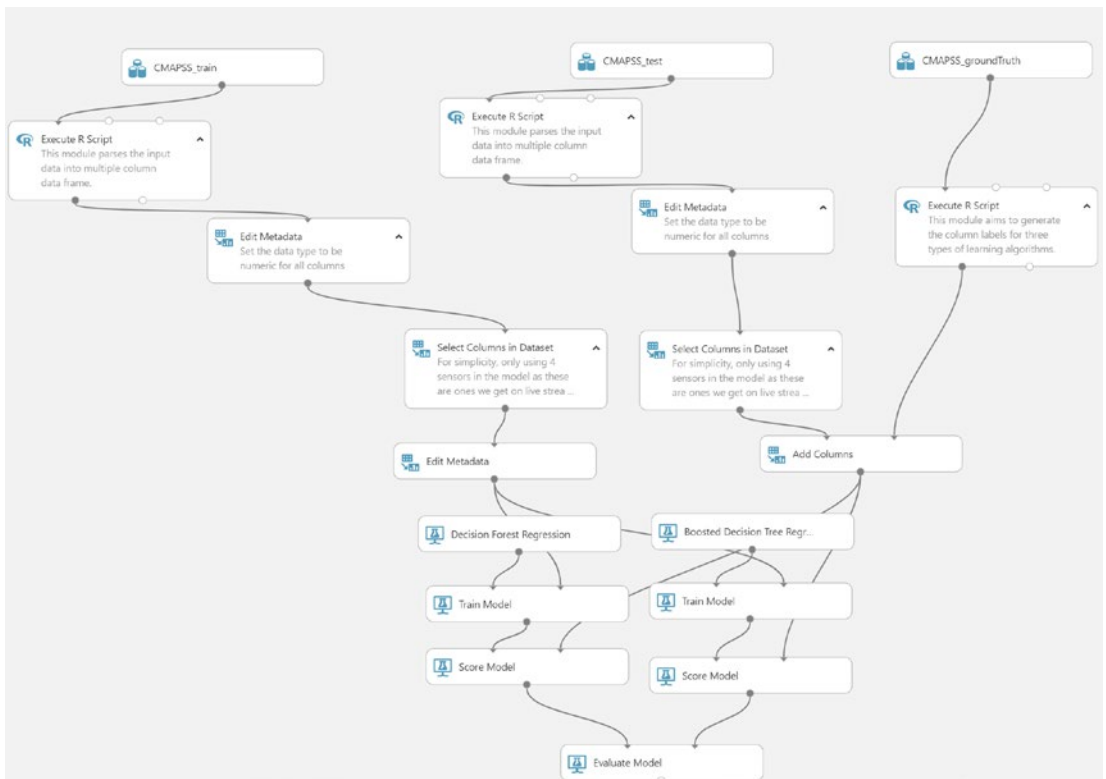 CMAPSS_train
CMAPSS_test
CMAPSS_groundTruth
Execute R Script
This module parses the input
data into multiple column
data frame.
Execute R Script
This module parses the input
data into multiple column
data frame.
Edit Metadata
Set the data type to be
numeric for all columns
Edit Metadata
Set the data type to be
numeric for all columns
Execute R Script
This module aims to generate
the column labels for three
types of learning algorithms.
Select Columns in Dataset
For simplicity, only using 4
sensors in the model as these
are ones we get on live strea ...
Select Columns in Dataset
For simplicity, only using 4
sensors in the model as these
are ones we get on live strea ...
Edit Metadata
Add Columns
Decision Forest Regression
Boosted Decision Tree Regr...
Train Model
Train Model
Score Model
Score Model
Evaluate Model